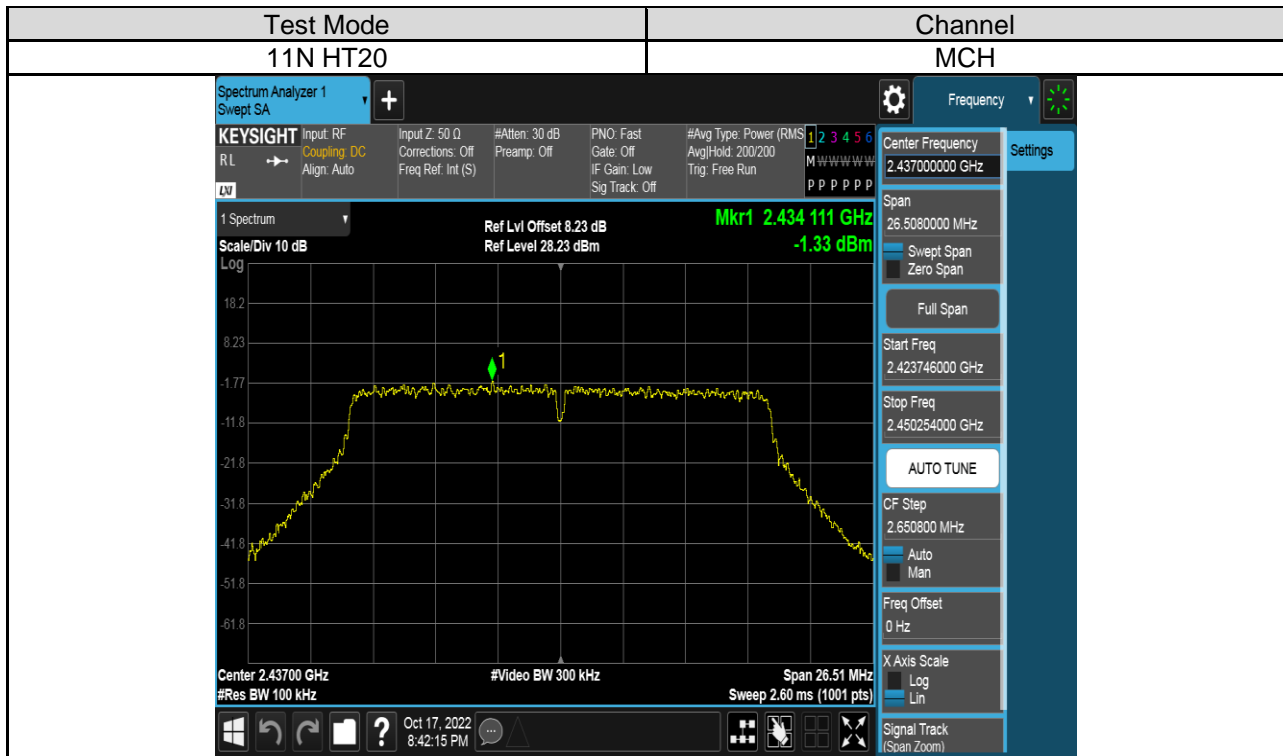 Test Mode Channel
11N HT20 MCH
Spectrum Analyzer 1
Swept SA
+
Frequency
KEYSIGHT
RL
LXI
Input: RF
Coupling: DC
Align: Auto
Input Z: 50 Ω
Corrections: Off
Freq Ref: Int (S)
#Atten: 30 dB
Preamp: Off
PNO: Fast
Gate: Off
IF Gain: Low
Sig Track: Off
#Avg Type: Power (RMS
Avg|Hold: 200/200
Trig: Free Run
1 2 3 4 5 6
M W W W W W
P P P P P P
1 Spectrum
Scale/Div 10 dB
Ref Lvl Offset 8.23 dB
Ref Level 28.23 dBm
Mkr1 2.434 111 GHz
-1.33 dBm
Log
18.2
8.23
-1.77
-11.8
-21.8
-31.8
-41.8
-51.8
-61.8
1
Center 2.43700 GHz
#Res BW 100 kHz
#Video BW 300 kHz
Span 26.51 MHz
Sweep 2.60 ms (1001 pts)
?
Oct 17, 2022
8:42:15 PM
Center Frequency
2.437000000 GHz
Span
26.5080000 MHz
Swept Span
Zero Span
Full Span
Start Freq
2.423746000 GHz
Stop Freq
2.450254000 GHz
AUTO TUNE
CF Step
2.650800 MHz
Auto
Man
Freq Offset
0 Hz
X Axis Scale
Log
Lin
Signal Track
(Span Zoom)
Settings